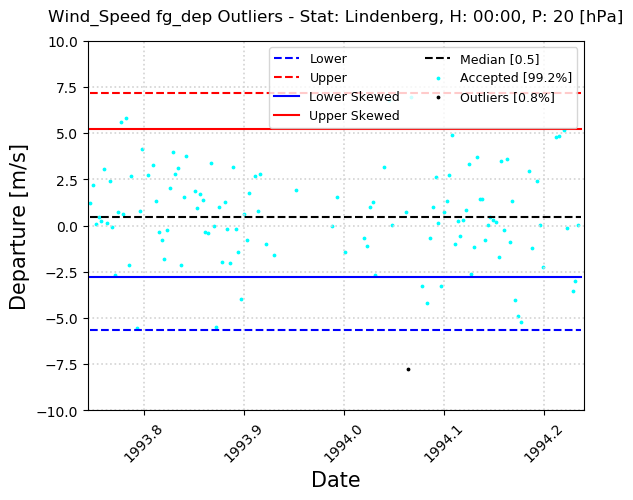 Wind_Speed fg_dep Outliers - Stat: Lindenberg, H: 00:00, P: 20 [hPa]
10.0
7.5
5.0
2.5
0.0
−2.5
−5.0
−7.5
−10.0
Departure [m/s]
Lower
Upper
Lower Skewed
Upper Skewed
Median [0.5]
Accepted [99.2%]
Outliers [0.8%]
1993.8
1993.9
1994.0
1994.1
1994.2
Date